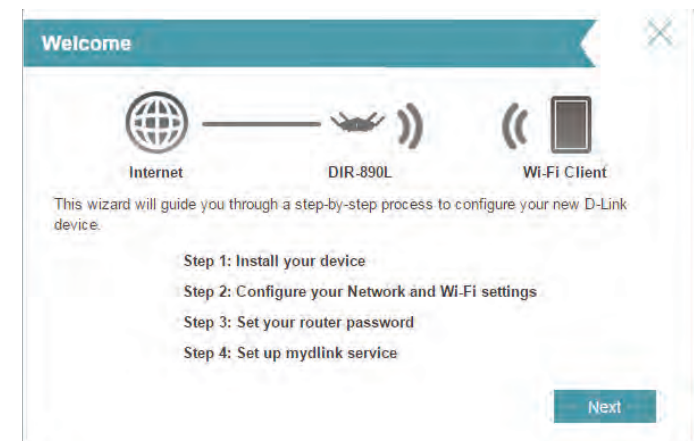 Welcome
Internet
DIR-890L
Wi-Fi Client
This wizard will guide you through a step-by-step process to configure your new D-Link
device.
Step 1: Install your device
Step 2: Configure your Network and Wi-Fi settings
Step 3: Set your router password
Step 4: Set up mydlink service
Next